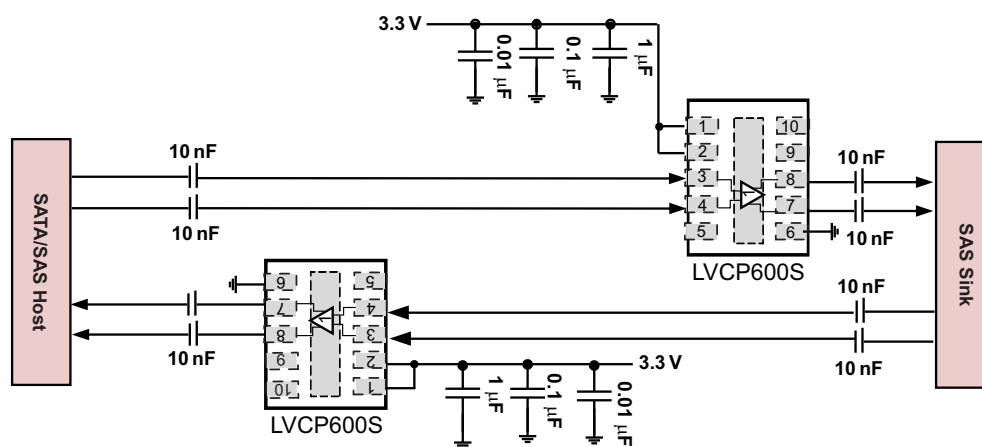 3.3 V
0.01 μF
0.1 μF
1 μF
1
2
3
4
5
10
9
8
7
6
LVCP600S
10 nF
10 nF
10 nF
10 nF
SATA/SAS Host
SAS Sink
6
7
8
9
10
5
4
3
2
1
LVCP600S
10 nF
10 nF
10 nF
10 nF
3.3 V
1 μF
0.1 μF
0.01 μF